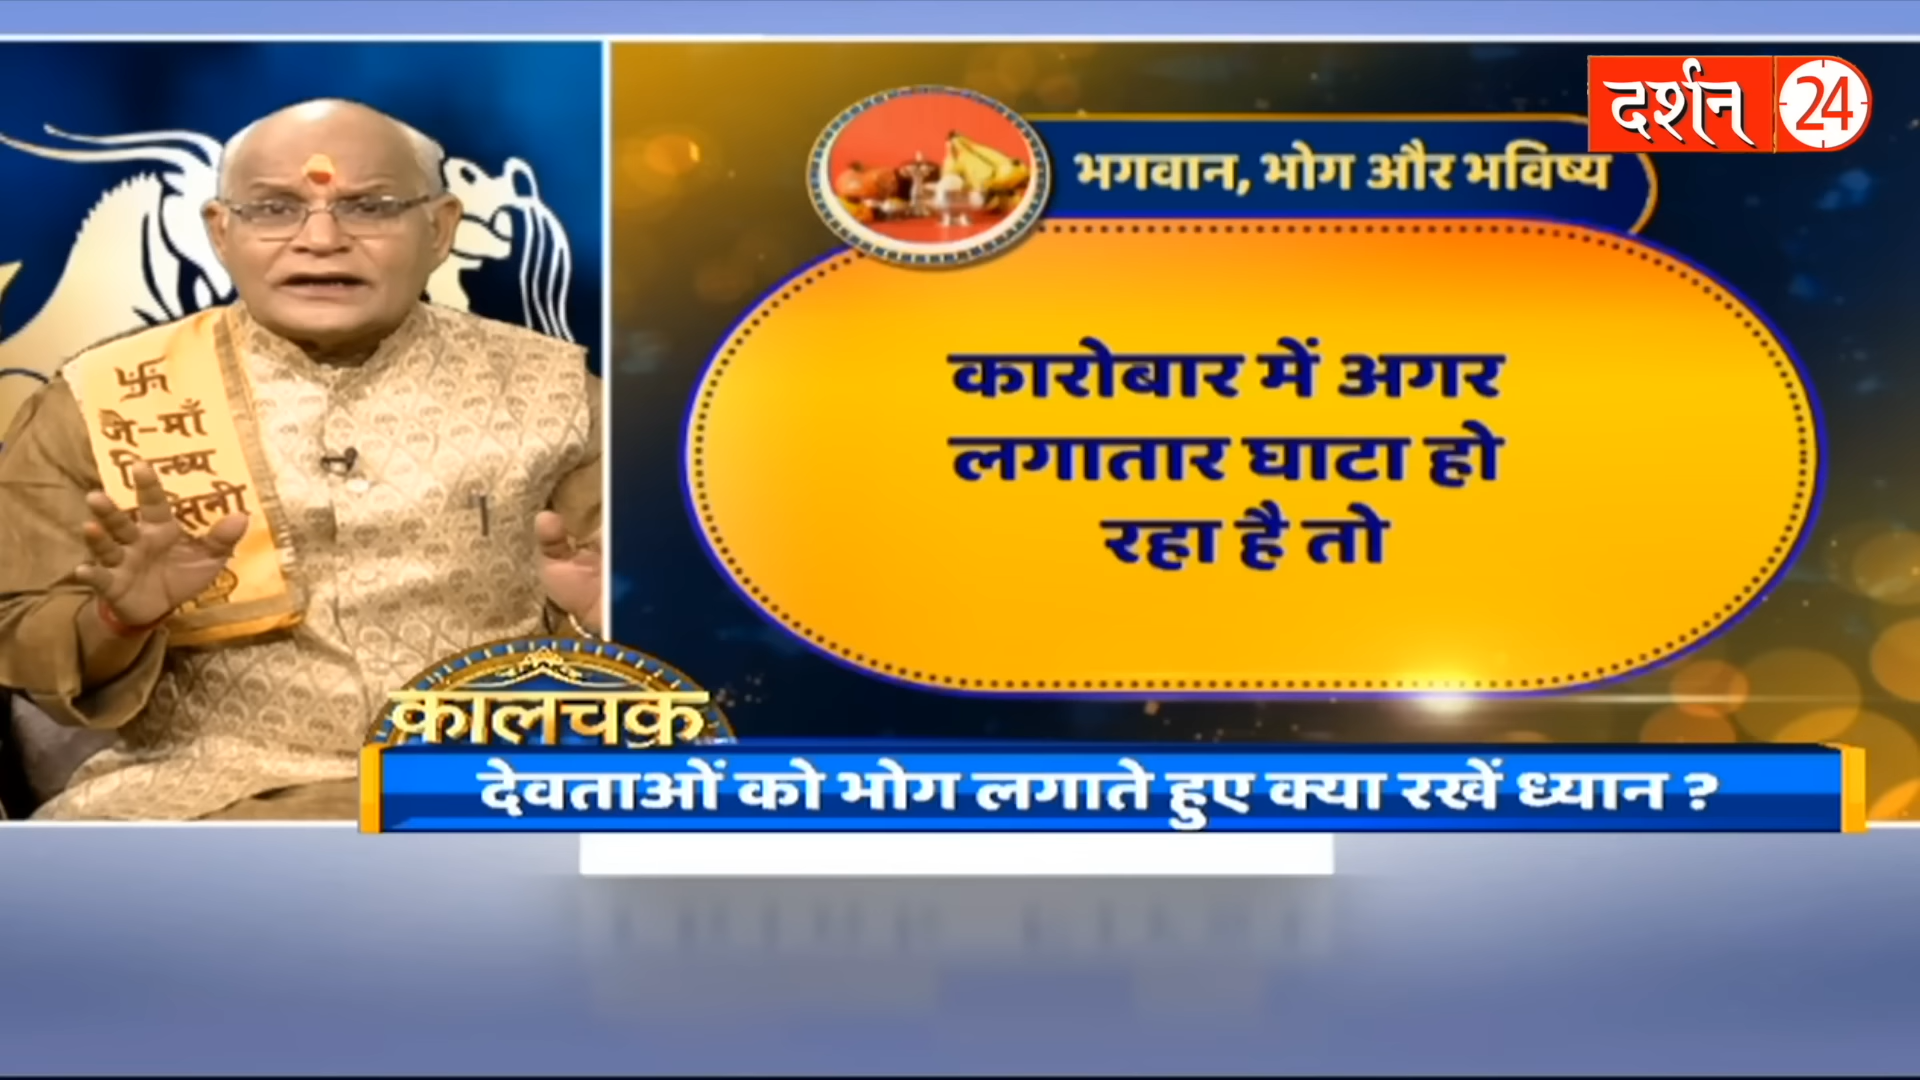 दर्शन 24
भगवान, भोग और भविष्य
कारोबार में अगर
लगातार घाटा हो
रहा है तो
जै-माँ
कालचक्र
देवताओं को भोग लगाते हुए क्या रखें ध्यान ?